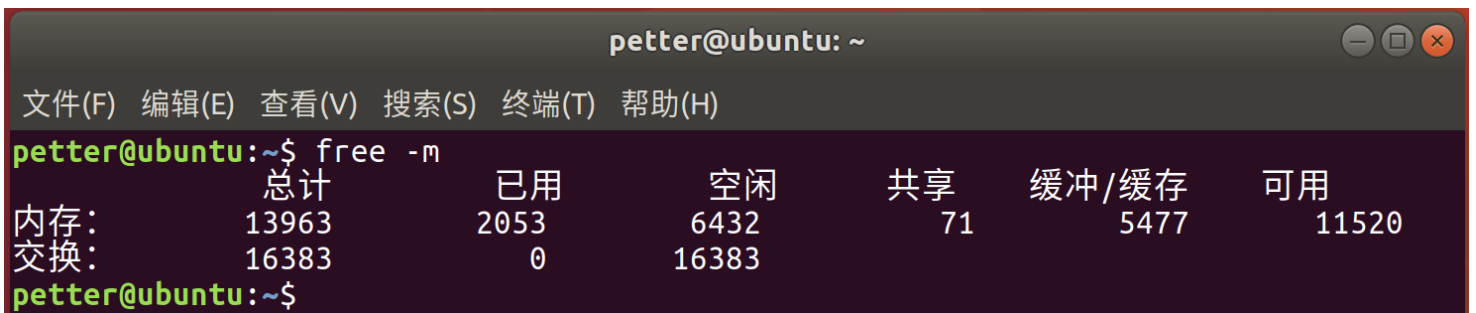 petter@ubuntu: ~
文件(F) 编辑(E) 查看(V) 搜索(S) 终端(T) 帮助(H)
petter@ubuntu:~$ free -m
总计 已用 空闲 共享 缓冲/缓存 可用
内存: 13963 2053 6432 71 5477 11520
交换: 16383 0 16383
petter@ubuntu:~$